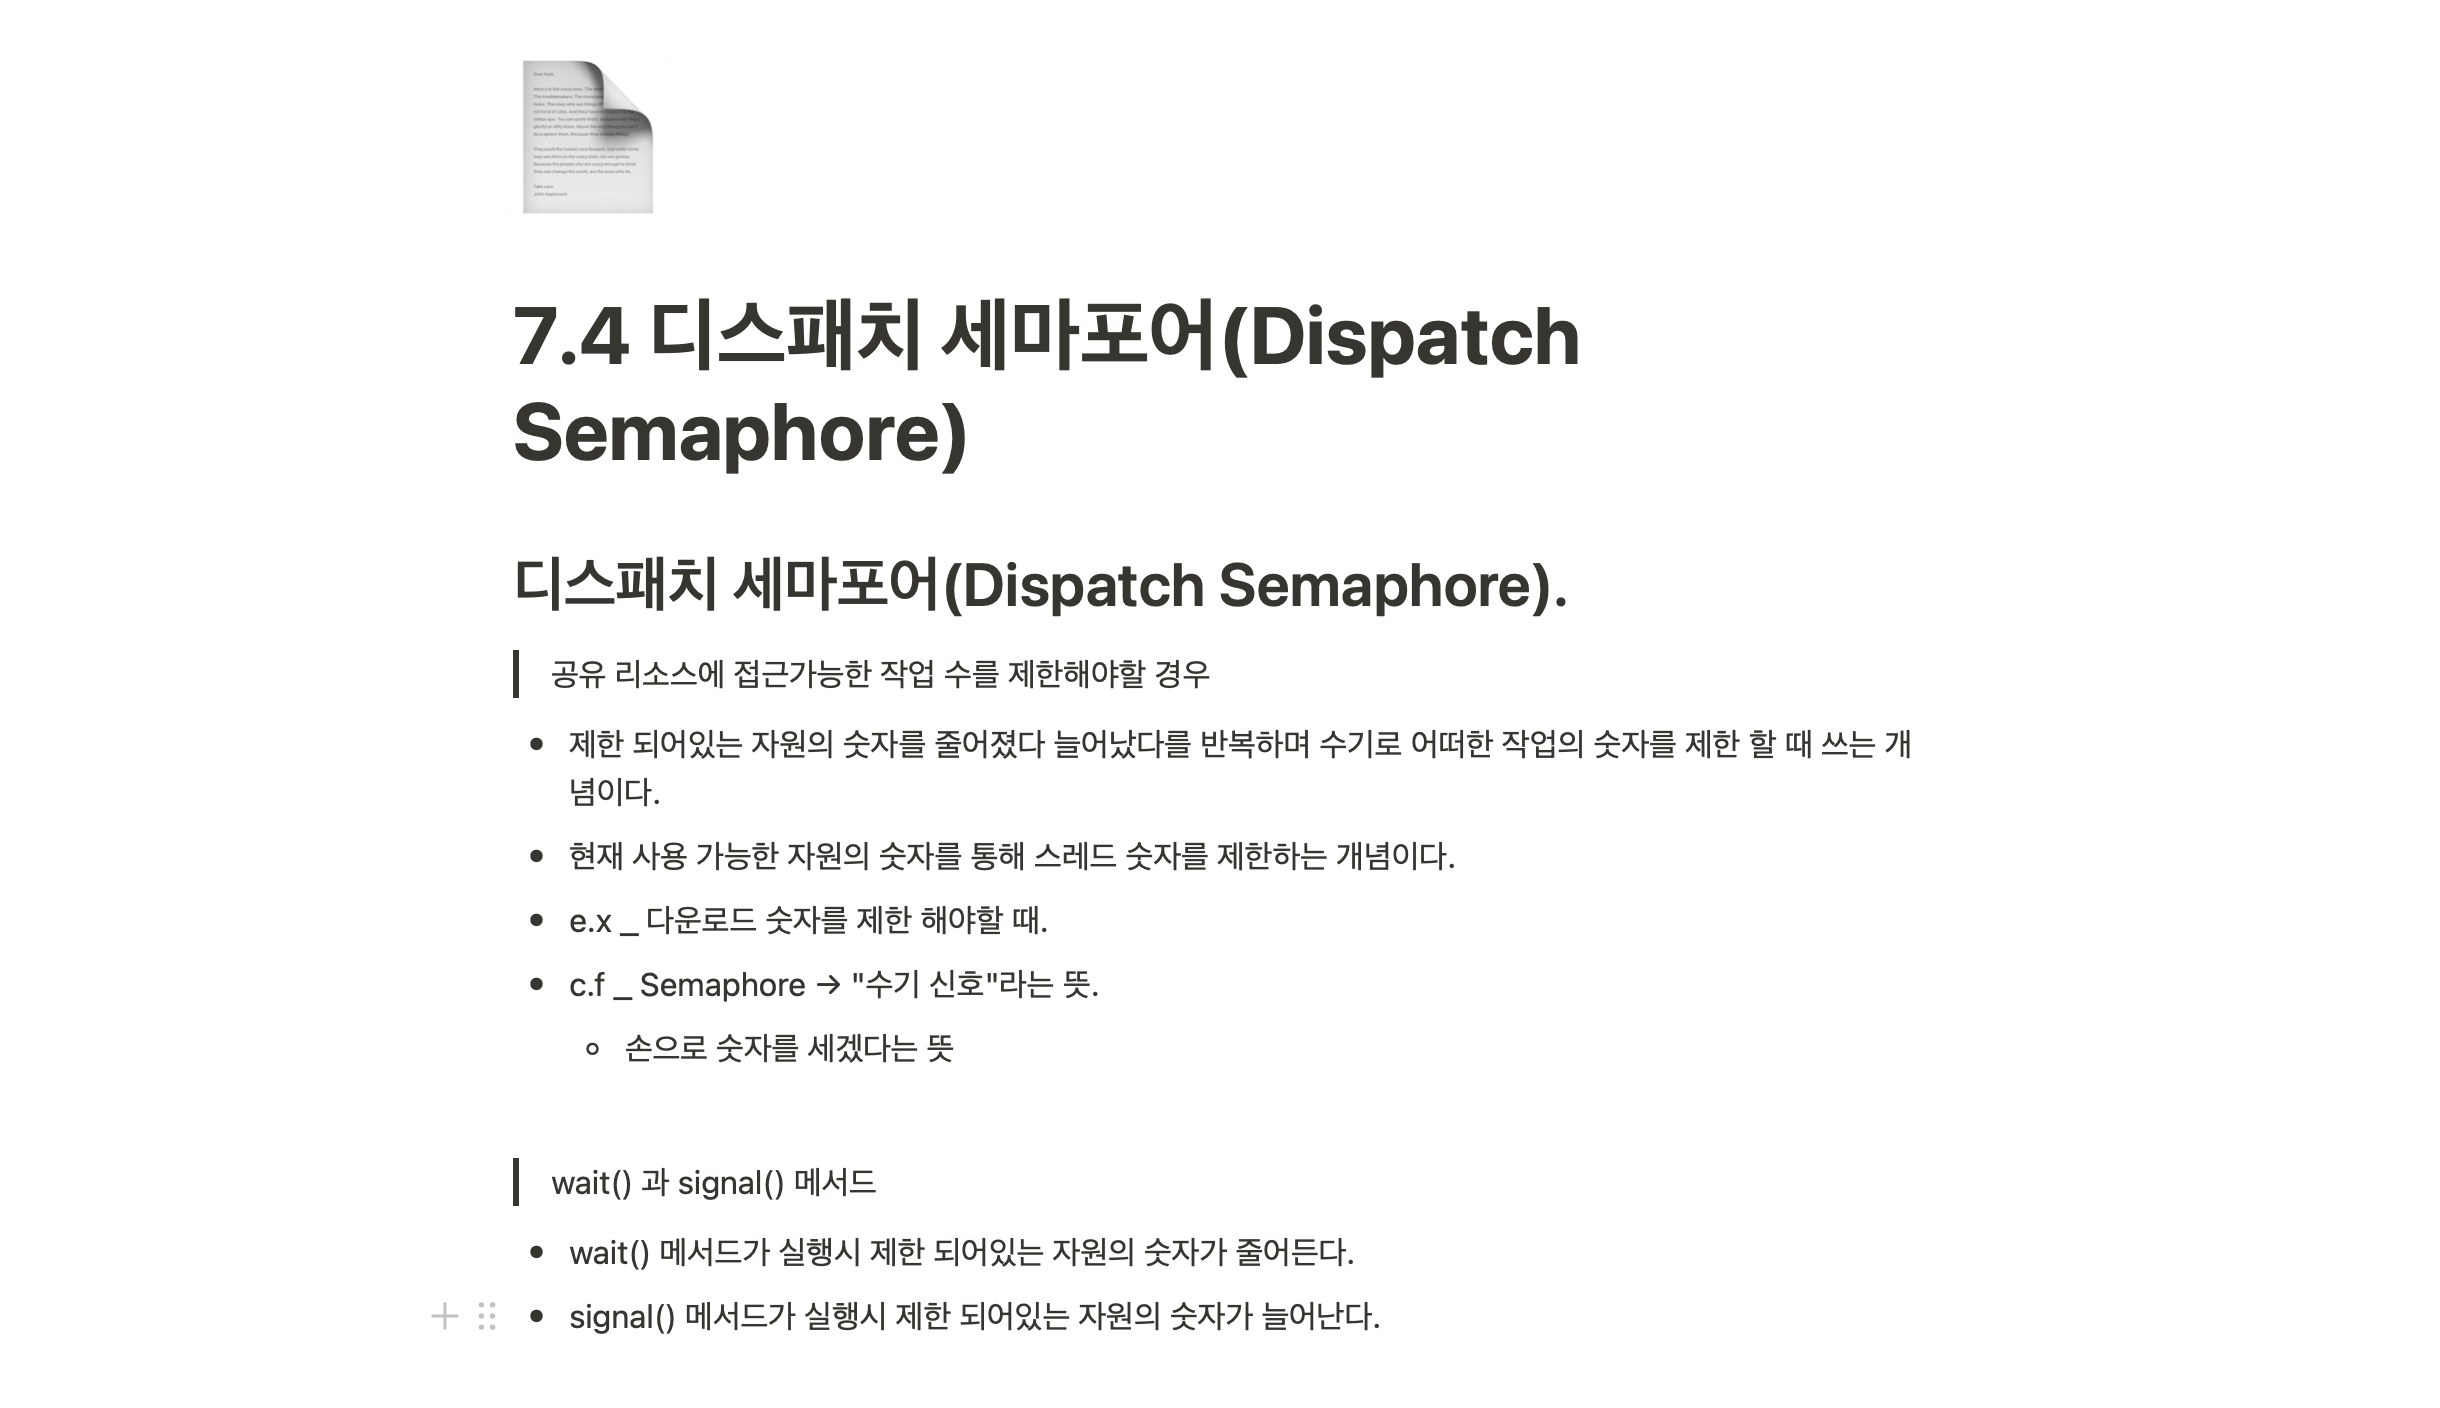 7.4 디스패치 세마포어(Dispatch
Semaphore)
디스패치 세마포어(Dispatch Semaphore).
공유 리소스에 접근가능한 작업 수를 제한해야할 경우
제한 되어있는 자원의 숫자를 줄어졌다 늘어났다를 반복하며 수기로 어떠한 작업의 숫자를 제한 할 때 쓰는 개
념이다.
현재 사용 가능한 자원의 숫자를 통해 스레드 숫자를 제한하는 개념이다.
e.x _ 다운로드 숫자를 제한 해야할 때.
c.f _ Semaphore → "수기 신호"라는 뜻.
손으로 숫자를 세겠다는 뜻
wait() 과 signal() 메서드
wait() 메서드가 실행시 제한 되어있는 자원의 숫자가 줄어든다.
signal() 메서드가 실행시 제한 되어있는 자원의 숫자가 늘어난다.